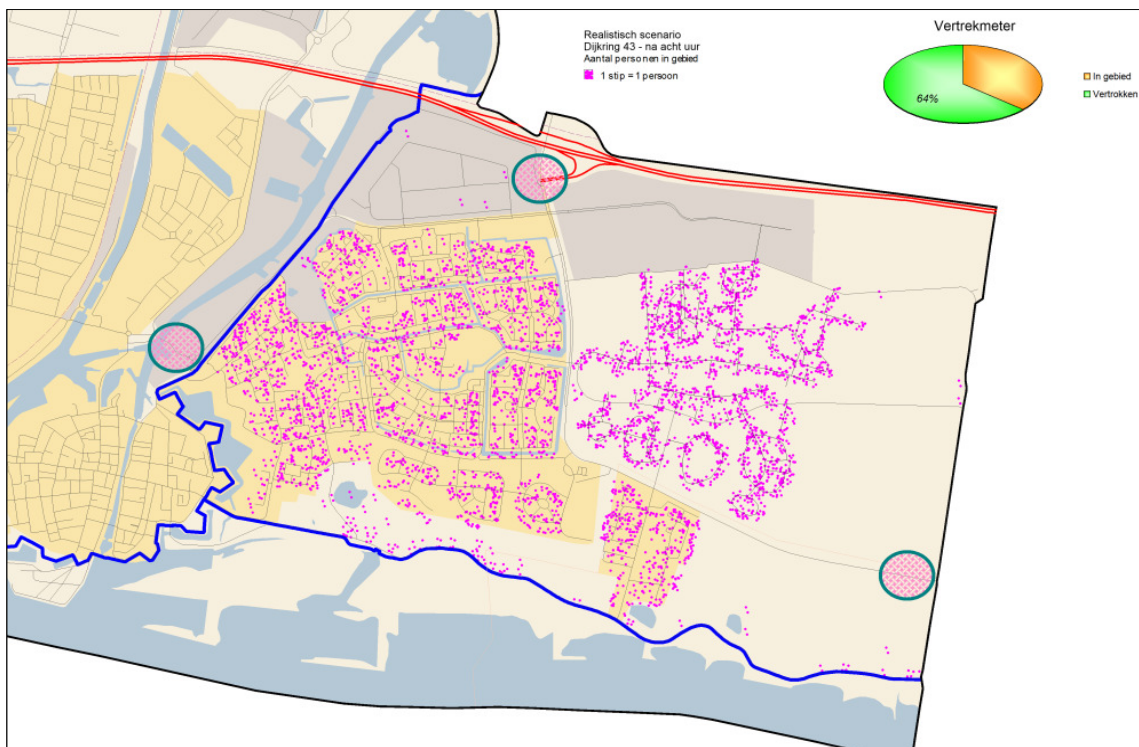 Realistisch scenario
Dijkring 43 - na acht uur
Aantal personen in gebied
1 stip = 1 persoon
Vertrekmeter
64%
In gebied
Vertrokken